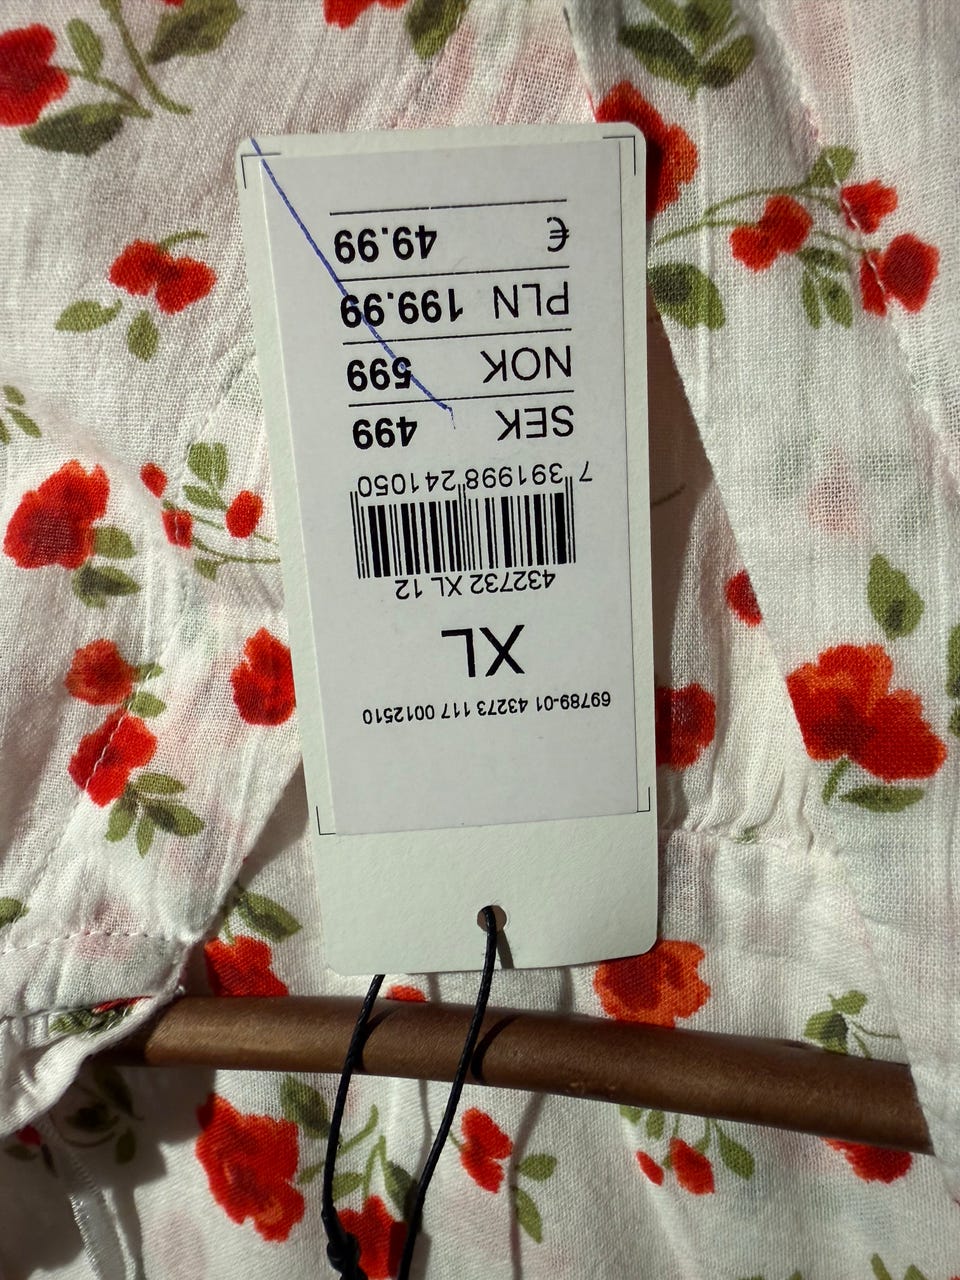 69789-01 43273 117 0012510
XL
432732 XL 12
7 391998 241050
SEK 499
NOK 599
PLN 199.99
€ 49.99